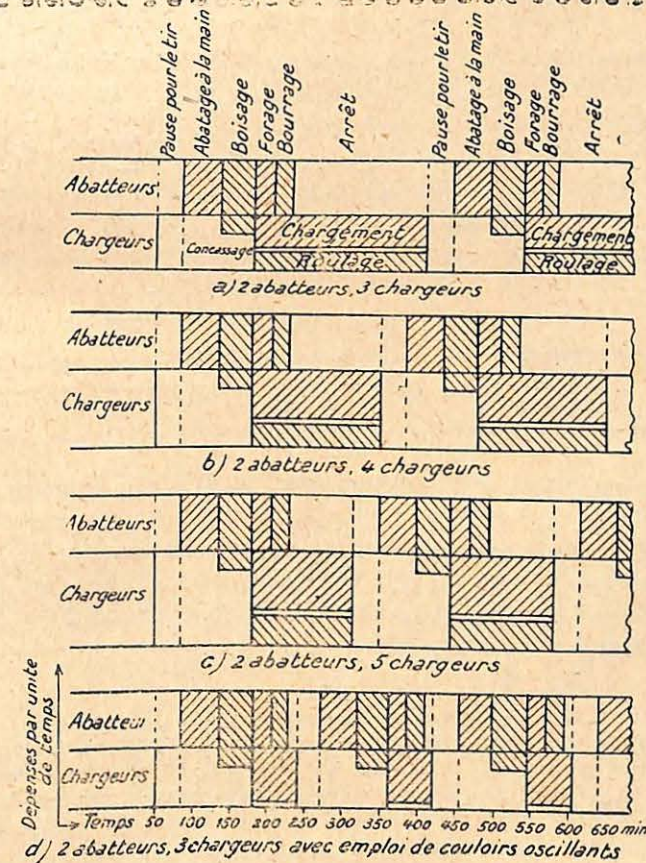 Pause pour le tir
Abatage à la main
Boisage
Forage
Bourrage
Arrêt
Pause pour le tir
Abatage à la main
Boisage
Forage
Bourrage
Arrêt
Abatteurs
Chargeurs
Concassage
Chargement
Roulage
Chargement
Roulage
a) 2 abatteurs, 3 chargeurs
Abatteurs
Chargeurs
b) 2 abatteurs, 4 chargeurs
Abatteurs
Chargeurs
c) 2 abatteurs, 5 chargeurs
Dépenses par unité
de temps
Abatteu
Chargeurs
Temps 50 100 150 200 250 300 350 400 450 500 550 600 650 min
d) 2 abatteurs, 3 chargeurs avec emploi de couloirs oscillants